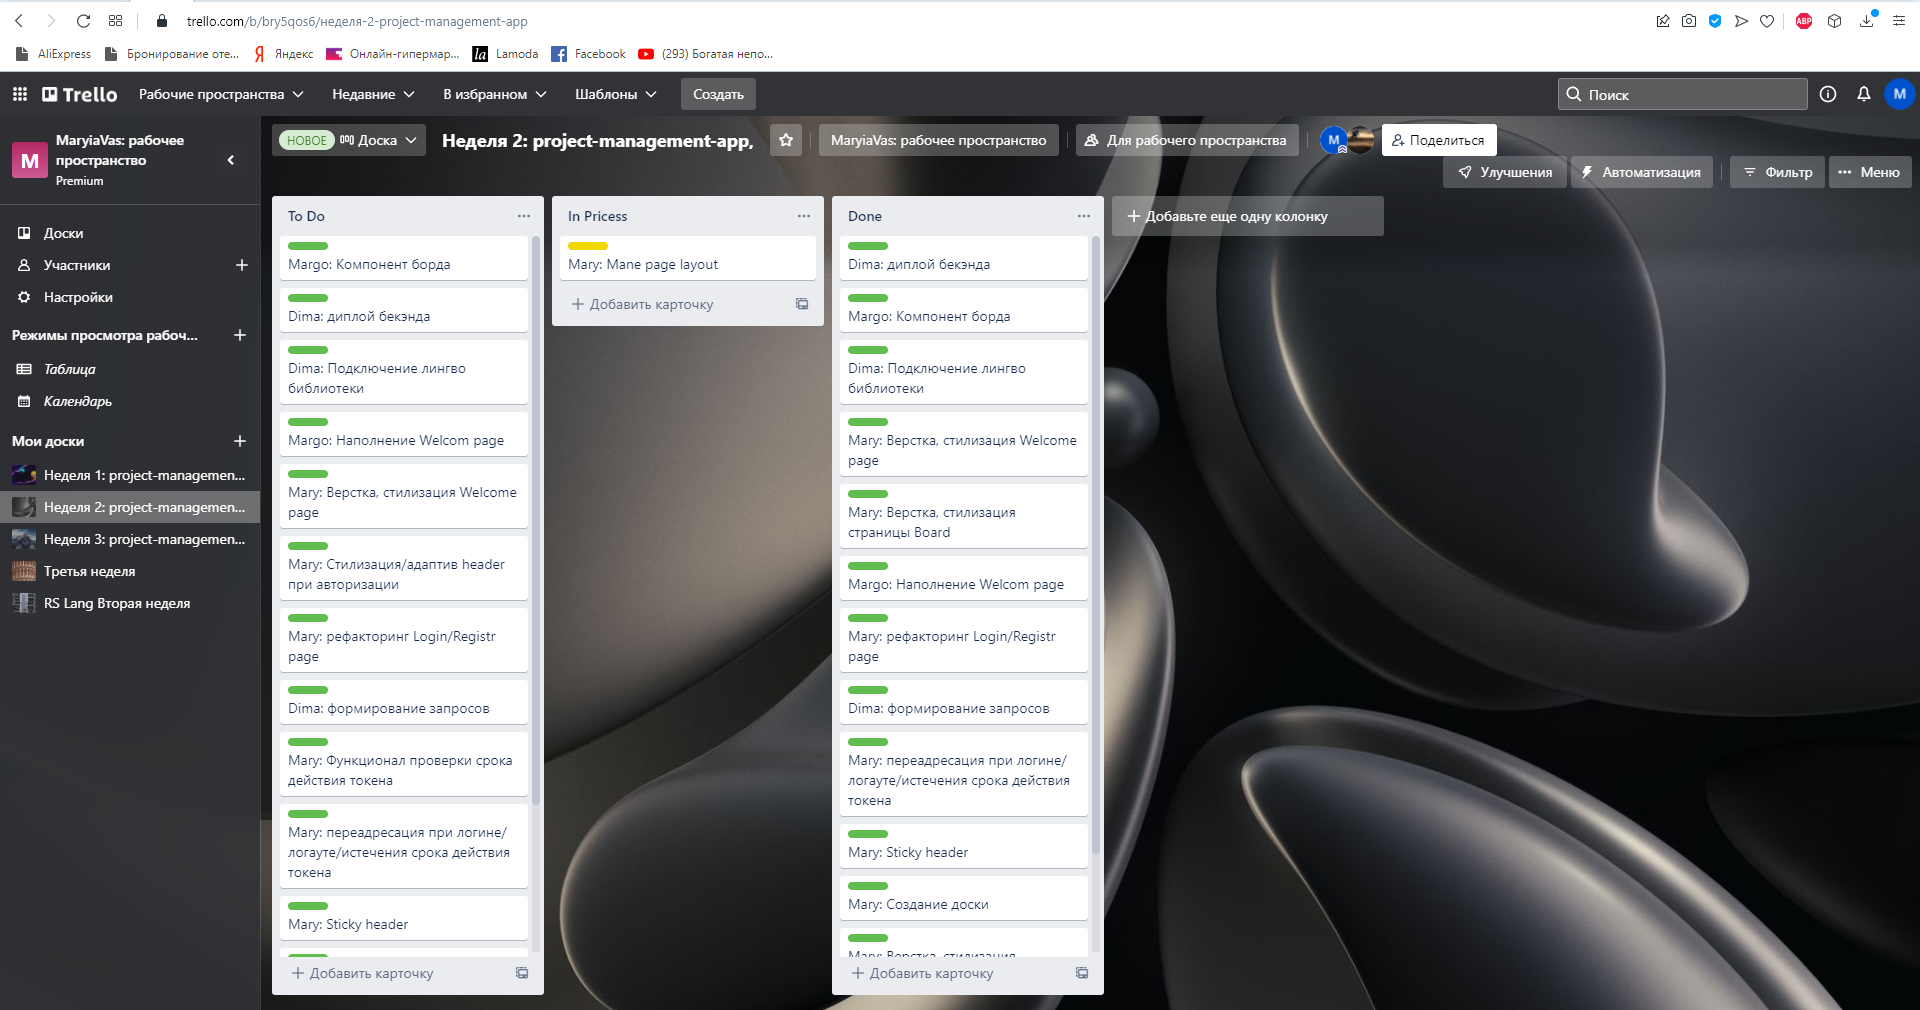 trello.com/b/bry5qos6/неделя-2-project-management-app
ABP
AliExpress
Бронирование оте...
Я Яндекс
Онлайн-гипермар...
la Lamoda
Facebook
(293) Богатая непо...
Trello
Рабочие пространства
Недавние
В избранном
Шаблоны
Создать
Поиск
M
M
MaryiaVas: рабочее
пространство
Premium
Доски
Участники
Настройки
Режимы просмотра рабоч...
Таблица
Календарь
Мои доски
Неделя 1: project-managemen...
Неделя 2: project-managemen...
Неделя 3: project-managemen...
Третья неделя
RS Lang Вторая неделя
НОВОЕ
Доска
Неделя 2: project-management-app,
MaryiaVas: рабочее пространство
Для рабочего пространства
M
Поделиться
Улучшения
Автоматизация
Фильтр
Меню
To Do
Margo: Компонент борда
Dima: диплой бекэнда
Dima: Подключение лингво
библиотеки
Margo: Наполнение Welcom page
Mary: Верстка, стилизация Welcome
page
Mary: Стилизация/адаптив header
при авторизации
Mary: рефакторинг Login/Registr
page
Dima: формирование запросов
Mary: Функционал проверки срока
действия токена
Mary: переадресация при логине/
логауте/истечения срока действия
токена
Mary: Sticky header
Добавить карточку
In Pricess
Mary: Mane page layout
Добавить карточку
Done
Dima: диплой бекэнда
Margo: Компонент борда
Dima: Подключение лингво
библиотеки
Mary: Верстка, стилизация Welcome
page
Mary: Верстка, стилизация
страницы Board
Margo: Наполнение Welcom page
Mary: рефакторинг Login/Registr
page
Dima: формирование запросов
Mary: переадресация при логине/
логауте/истечения срока действия
токена
Mary: Sticky header
Mary: Создание доски
Mary: Верстка, стилизация
Добавить карточку
Добавьте еще одну колонку